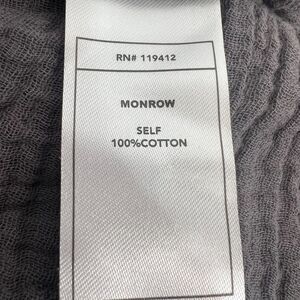 RN# 119412
MONROW
SELF
100%COTTON